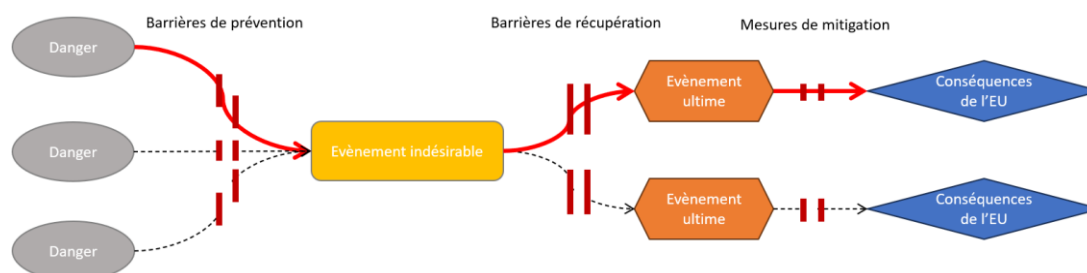 Barrières de prévention
Barrières de récupération
Mesures de mitigation
Danger
Evènement
ultime
Conséquences
de l'EU
Danger
Evènement indésirable
Evènement
ultime
Conséquences
de l'EU
Danger